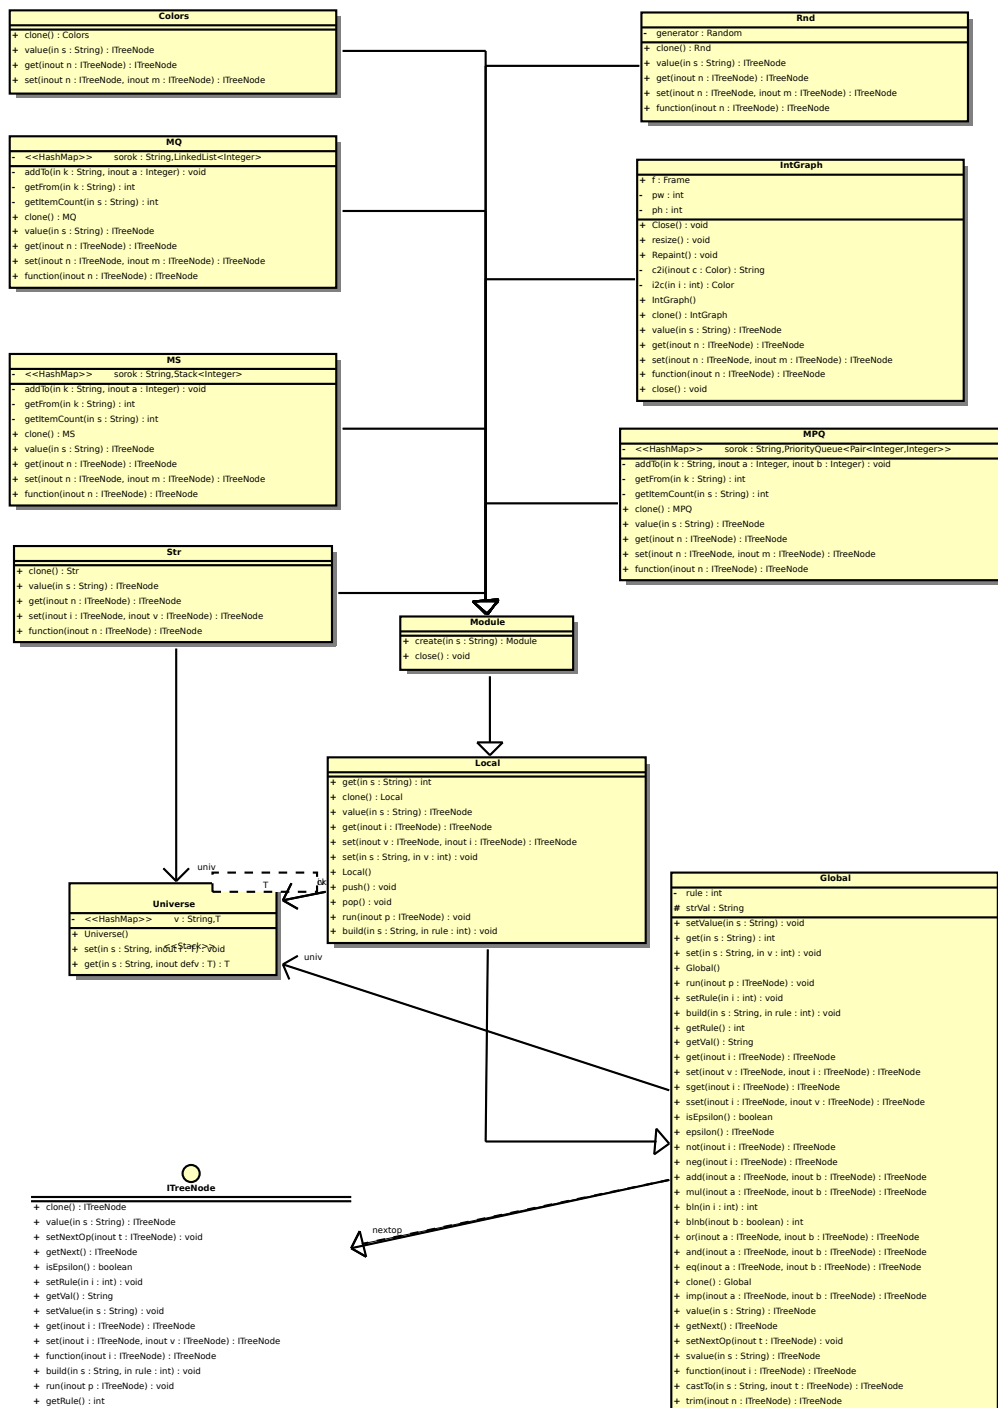 Colors
+ clone() : Colors
+ value(in s : String) : ITreeNode
+ get(inout n : ITreeNode) : ITreeNode
+ set(inout n : ITreeNode, inout m : ITreeNode) : ITreeNode
Rnd
- generator : Random
+ clone() : Rnd
+ value(in s : String) : ITreeNode
+ get(inout n : ITreeNode) : ITreeNode
+ set(inout n : ITreeNode, inout m : ITreeNode) : ITreeNode
+ function(inout n : ITreeNode) : ITreeNode
MQ
- <<HashMap>> sorok : String,LinkedList<Integer>
- addTo(in k : String, inout a : Integer) : void
- getFrom(in k : String) : int
- getItemCount(in s : String) : int
+ clone() : MQ
+ value(in s : String) : ITreeNode
+ get(inout n : ITreeNode) : ITreeNode
+ set(inout n : ITreeNode, inout m : ITreeNode) : ITreeNode
+ function(inout n : ITreeNode) : ITreeNode
IntGraph
+ f : Frame
- pw : int
- ph : int
+ Close() : void
+ resize() : void
+ Repaint() : void
- c2i(inout c : Color) : String
- i2c(in i : int) : Color
+ IntGraph()
+ clone() : IntGraph
+ value(in s : String) : ITreeNode
+ get(inout n : ITreeNode) : ITreeNode
+ set(inout n : ITreeNode, inout m : ITreeNode) : ITreeNode
+ function(inout n : ITreeNode) : ITreeNode
+ close() : void
MS
- <<HashMap>> sorok : String,Stack<Integer>
- addTo(in k : String, inout a : Integer) : void
- getFrom(in k : String) : int
- getItemCount(in s : String) : int
+ clone() : MS
+ value(in s : String) : ITreeNode
+ get(inout n : ITreeNode) : ITreeNode
+ set(inout n : ITreeNode, inout m : ITreeNode) : ITreeNode
+ function(inout n : ITreeNode) : ITreeNode
MPQ
- <<HashMap>> sorok : String,PriorityQueue<Pair<Integer,Integer>>
- addTo(in k : String, inout a : Integer, inout b : Integer) : void
- getFrom(in k : String) : int
- getItemCount(in s : String) : int
+ clone() : MPQ
+ value(in s : String) : ITreeNode
+ get(inout n : ITreeNode) : ITreeNode
+ set(inout n : ITreeNode, inout m : ITreeNode) : ITreeNode
+ function(inout n : ITreeNode) : ITreeNode
Str
+ clone() : Str
+ value(in s : String) : ITreeNode
+ get(inout n : ITreeNode) : ITreeNode
+ set(inout i : ITreeNode, inout v : ITreeNode) : ITreeNode
+ function(inout n : ITreeNode) : ITreeNode
Module
+ create(in s : String) : Module
+ close() : void
Local
+ get(in s : String) : int
+ clone() : Local
+ value(in s : String) : ITreeNode
+ get(inout i : ITreeNode) : ITreeNode
+ set(inout v : ITreeNode, inout i : ITreeNode) : ITreeNode
+ set(in s : String, in v : int) : void
+ Local()
+ push() : void
+ pop() : void
+ run(inout p : ITreeNode) : void
+ build(in s : String, in rule : int) : void
univ
T
Universe
- <<HashMap>> v : String,T
+ Universe()
<<Stack>>
+ set(in s : String, inout i : T) : void
+ get(in s : String, inout defv : T) : T
univ
Global
- rule : int
# strVal : String
+ setValue(in s : String) : void
+ get(in s : String) : int
+ set(in s : String, in v : int) : void
+ Global()
+ run(inout p : ITreeNode) : void
+ setRule(in i : int) : void
+ build(in s : String, in rule : int) : void
+ getRule() : int
+ getVal() : String
+ get(inout i : ITreeNode) : ITreeNode
+ set(inout v : ITreeNode, inout i : ITreeNode) : ITreeNode
+ sget(inout i : ITreeNode) : ITreeNode
+ sset(inout i : ITreeNode, inout v : ITreeNode) : ITreeNode
+ isEpsilon() : boolean
+ epsilon() : ITreeNode
+ not(inout i : ITreeNode) : ITreeNode
+ neg(inout i : ITreeNode) : ITreeNode
+ add(inout a : ITreeNode, inout b : ITreeNode) : ITreeNode
+ mul(inout a : ITreeNode, inout b : ITreeNode) : ITreeNode
+ bln(in i : int) : int
+ blnb(inout b : boolean) : int
+ or(inout a : ITreeNode, inout b : ITreeNode) : ITreeNode
+ and(inout a : ITreeNode, inout b : ITreeNode) : ITreeNode
+ eq(inout a : ITreeNode, inout b : ITreeNode) : ITreeNode
+ clone() : Global
+ imp(inout a : ITreeNode, inout b : ITreeNode) : ITreeNode
+ value(in s : String) : ITreeNode
+ getNext() : ITreeNode
+ setNextOp(inout t : ITreeNode) : void
+ svalue(in s : String) : ITreeNode
+ function(inout i : ITreeNode) : ITreeNode
+ castTo(in s : String, inout t : ITreeNode) : ITreeNode
+ trim(inout n : ITreeNode) : ITreeNode
nextop
ITreeNode
+ clone() : ITreeNode
+ value(in s : String) : ITreeNode
+ setNextOp(inout t : ITreeNode) : void
+ getNext() : ITreeNode
+ isEpsilon() : boolean
+ setRule(in i : int) : void
+ getVal() : String
+ setValue(in s : String) : void
+ get(inout i : ITreeNode) : ITreeNode
+ set(inout i : ITreeNode, inout v : ITreeNode) : ITreeNode
+ function(inout i : ITreeNode) : ITreeNode
+ build(in s : String, in rule : int) : void
+ run(inout p : ITreeNode) : void
+ getRule() : int